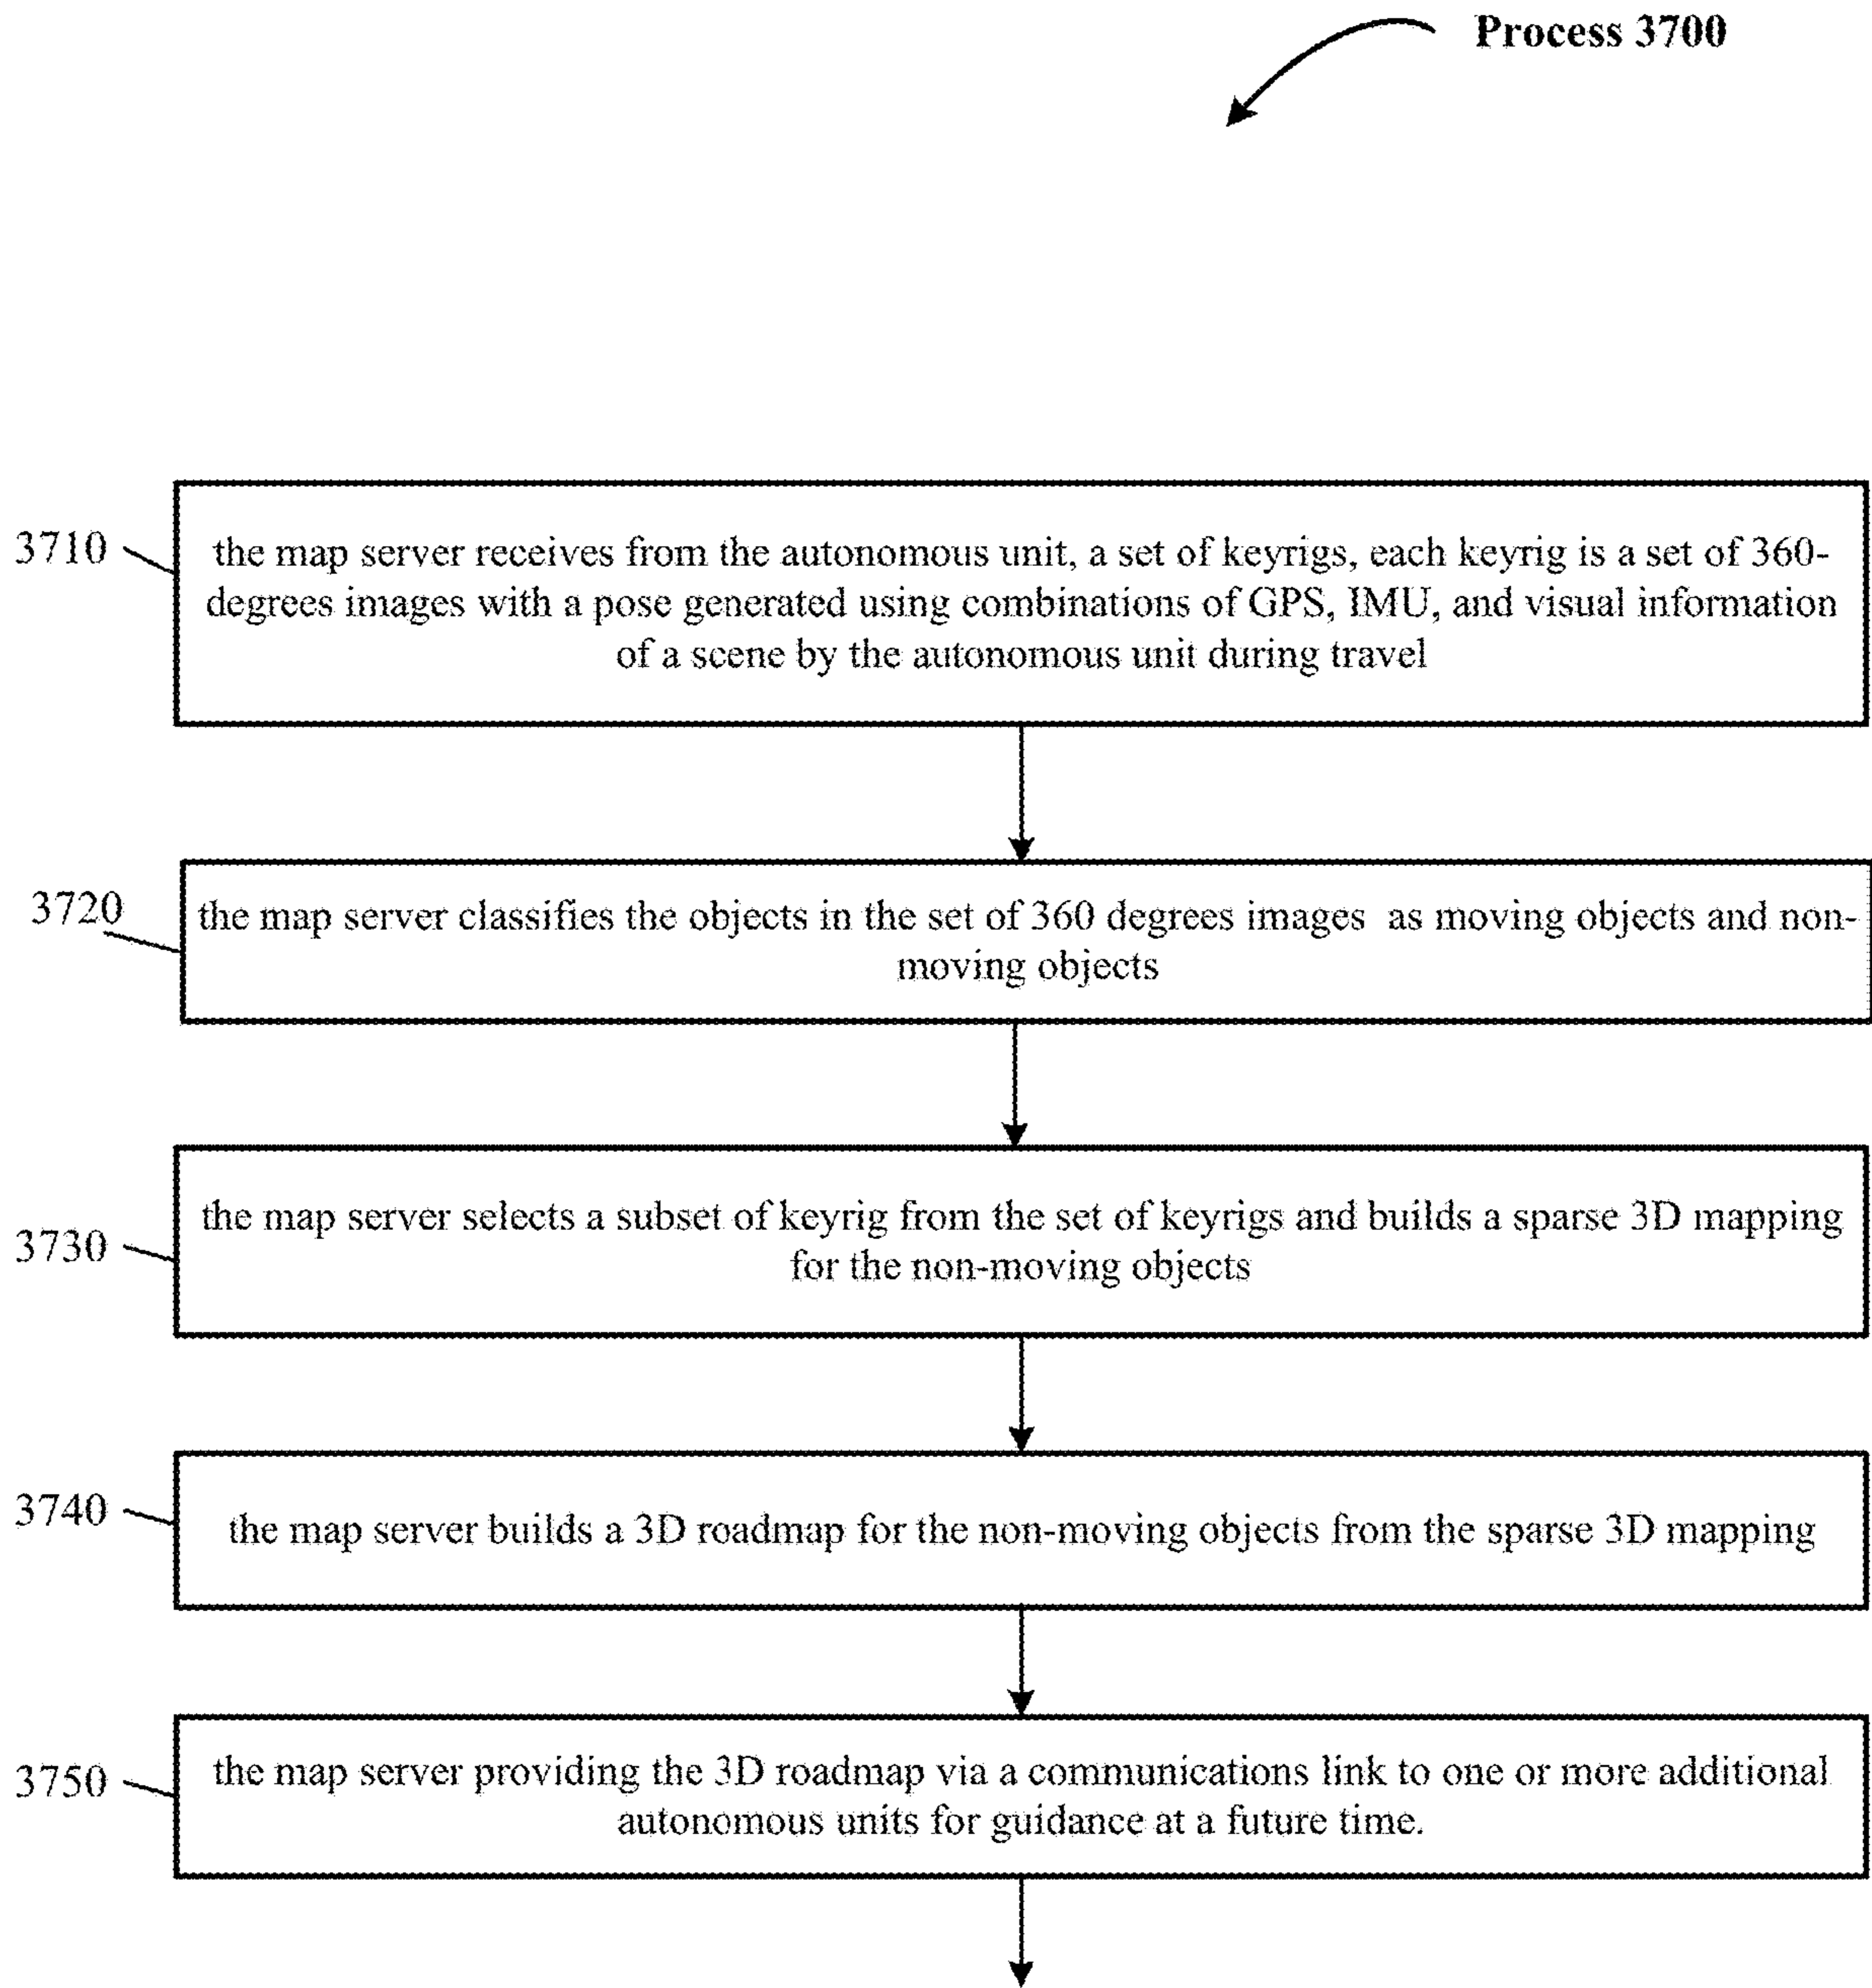 Process 3700
3710
the map server receives from the autonomous unit, a set of keyrigs, each keyrig is a set of 360-
degrees images with a pose generated using combinations of GPS, IMU, and visual information
of a scene by the autonomous unit during travel
3720
the map server classifies the objects in the set of 360 degrees images as moving objects and non-
moving objects
3730
the map server selects a subset of keyrig from the set of keyrigs and builds a sparse 3D mapping
for the non-moving objects
3740
the map server builds a 3D roadmap for the non-moving objects from the sparse 3D mapping
3750
the map server providing the 3D roadmap via a communications link to one or more additional
autonomous units for guidance at a future time.